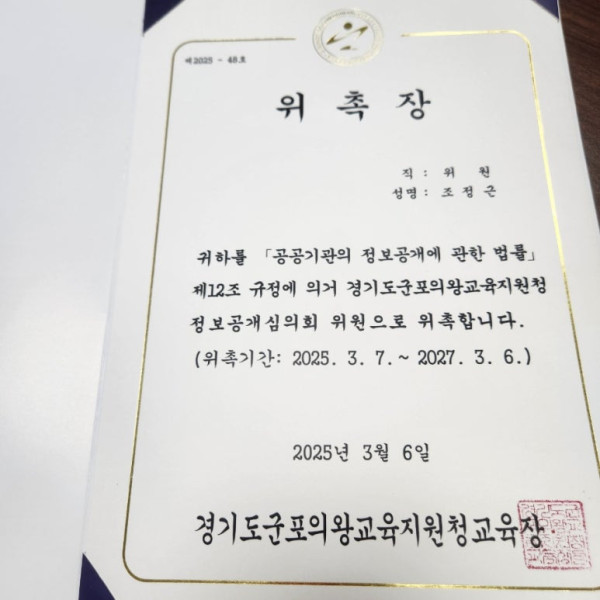 제2025 - 48호
위 촉 장
직 : 위 원
성명 : 조 정 근
귀하를 「공공기관의 정보공개에 관한 법률」
제12조 규정에 의거 경기도군포의왕교육지원청
정보공개심의회 위원으로 위촉합니다.
(위촉기간: 2025. 3. 7.~ 2027. 3. 6.)
2025년 3월 6일
경기도군포의왕교육지원청교육장